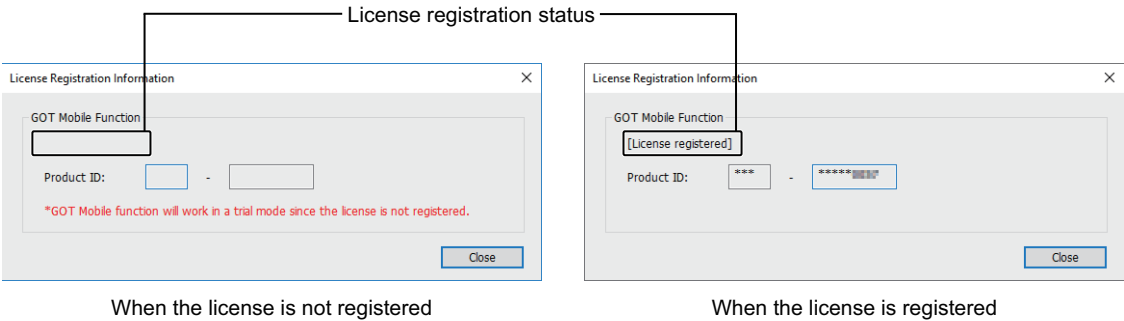 License registration status
License Registration Information
GOT Mobile Function
Product ID: -
*GOT Mobile function will work in a trial mode since the license is not registered.
Close
When the license is not registered
License Registration Information
GOT Mobile Function
[License registered]
Product ID: *** - *****
Close
When the license is registered